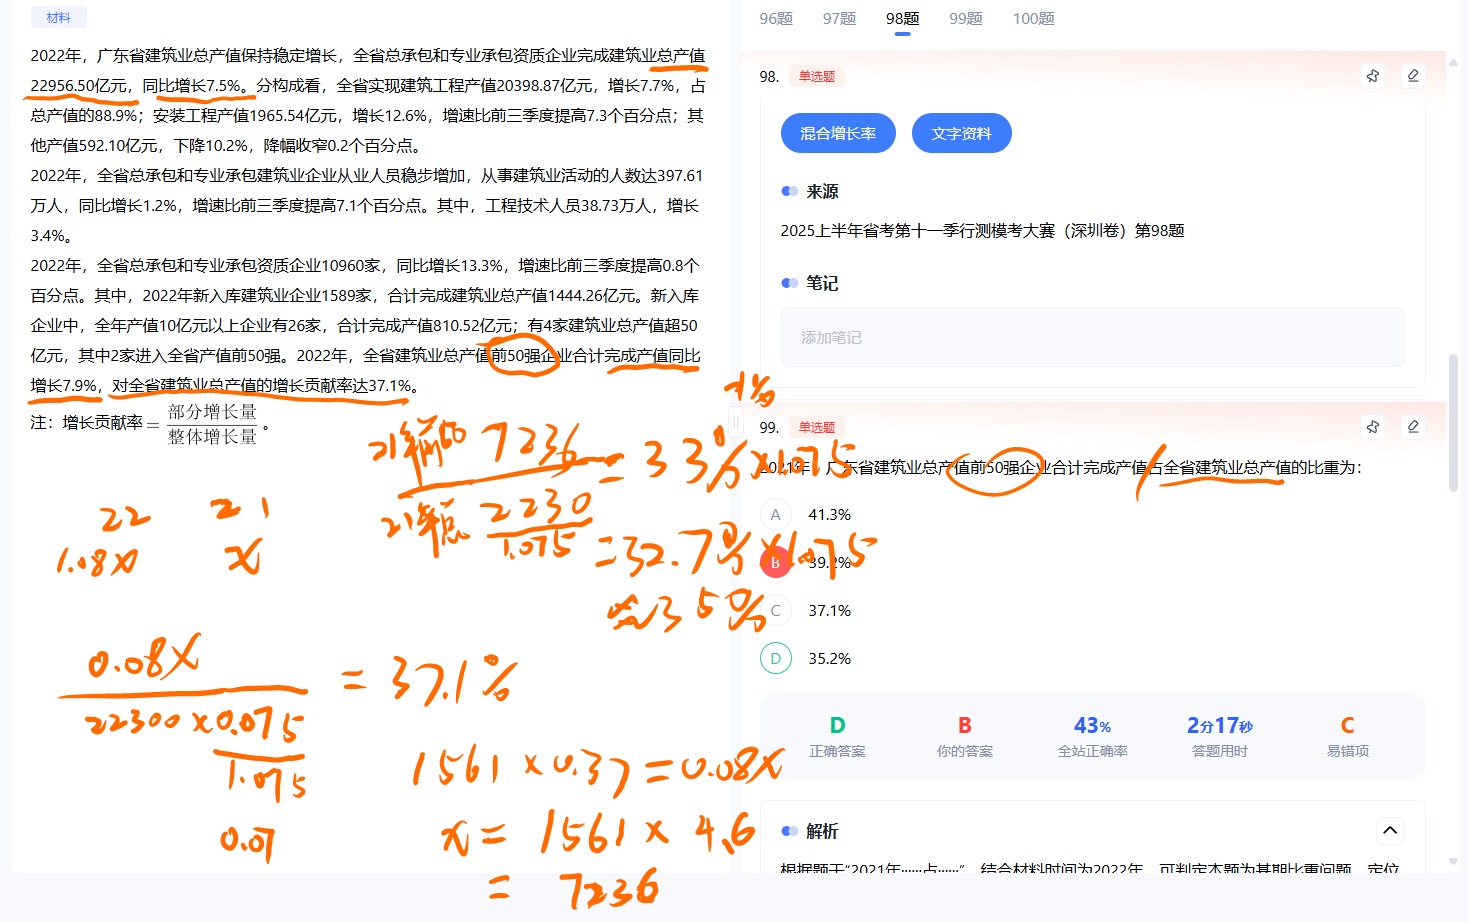 材料
2022年，广东省建筑业总产值保持稳定增长，全省总承包和专业承包资质企业完成建筑业总产值
22956.50亿元，同比增长7.5%。分构成看，全省实现建筑工程产值20398.87亿元，增长7.7%，占
总产值的88.9%；安装工程产值1965.54亿元，增长12.6%，增速比前三季度提高7.3个百分点；其
他产值592.10亿元，下降10.2%，降幅收窄0.2个百分点。
2022年，全省总承包和专业承包建筑业企业从业人员稳步增加，从事建筑业活动的人数达397.61
万人，同比增长1.2%，增速比前三季度提高7.1个百分点。其中，工程技术人员38.73万人，增长
3.4%。
2022年，全省总承包和专业承包资质企业10960家，同比增长13.3%，增速比前三季度提高0.8个
百分点。其中，2022年新入库建筑业企业1589家，合计完成建筑业总产值1444.26亿元。新入库
企业中，全年产值10亿元以上企业有26家，合计完成产值810.52亿元；有4家建筑业总产值超50
亿元，其中2家进入全省产值前50强。2022年，全省建筑业总产值前50强企业合计完成产值同比
增长7.9%，对全省建筑业总产值的增长贡献率达37.1%。
注：增长贡献率＝
部分增长量
整体增长量
。
21年前50 7236
21年总 2230
1.075
= 33% × 1.075
= 32.7% × 1.075
≈ 35%
22 21
1.08x x
0.08x
22300×0.075
1.075
0.07
= 37.1%
1561 × 0.37 = 0.08x
x = 1561 × 4.6
= 7236
96题 97题 98题 99题 100题
98. 单选题
混合增长率 文字资料
来源
2025上半年省考第十一季行测模考大赛（深圳卷）第98题
笔记
添加笔记
99. 单选题
2021年，广东省建筑业总产值前50强企业合计完成产值占全省建筑业总产值的比重为：
A 41.3%
B 39.2%
C 37.1%
D 35.2%
D B 43% 2分17秒 C
正确答案 你的答案 全站正确率 答题用时 易错项
解析
根据题干“2021年……占……”，结合材料时间为2022年，可判定本题为基期比重问题。定位